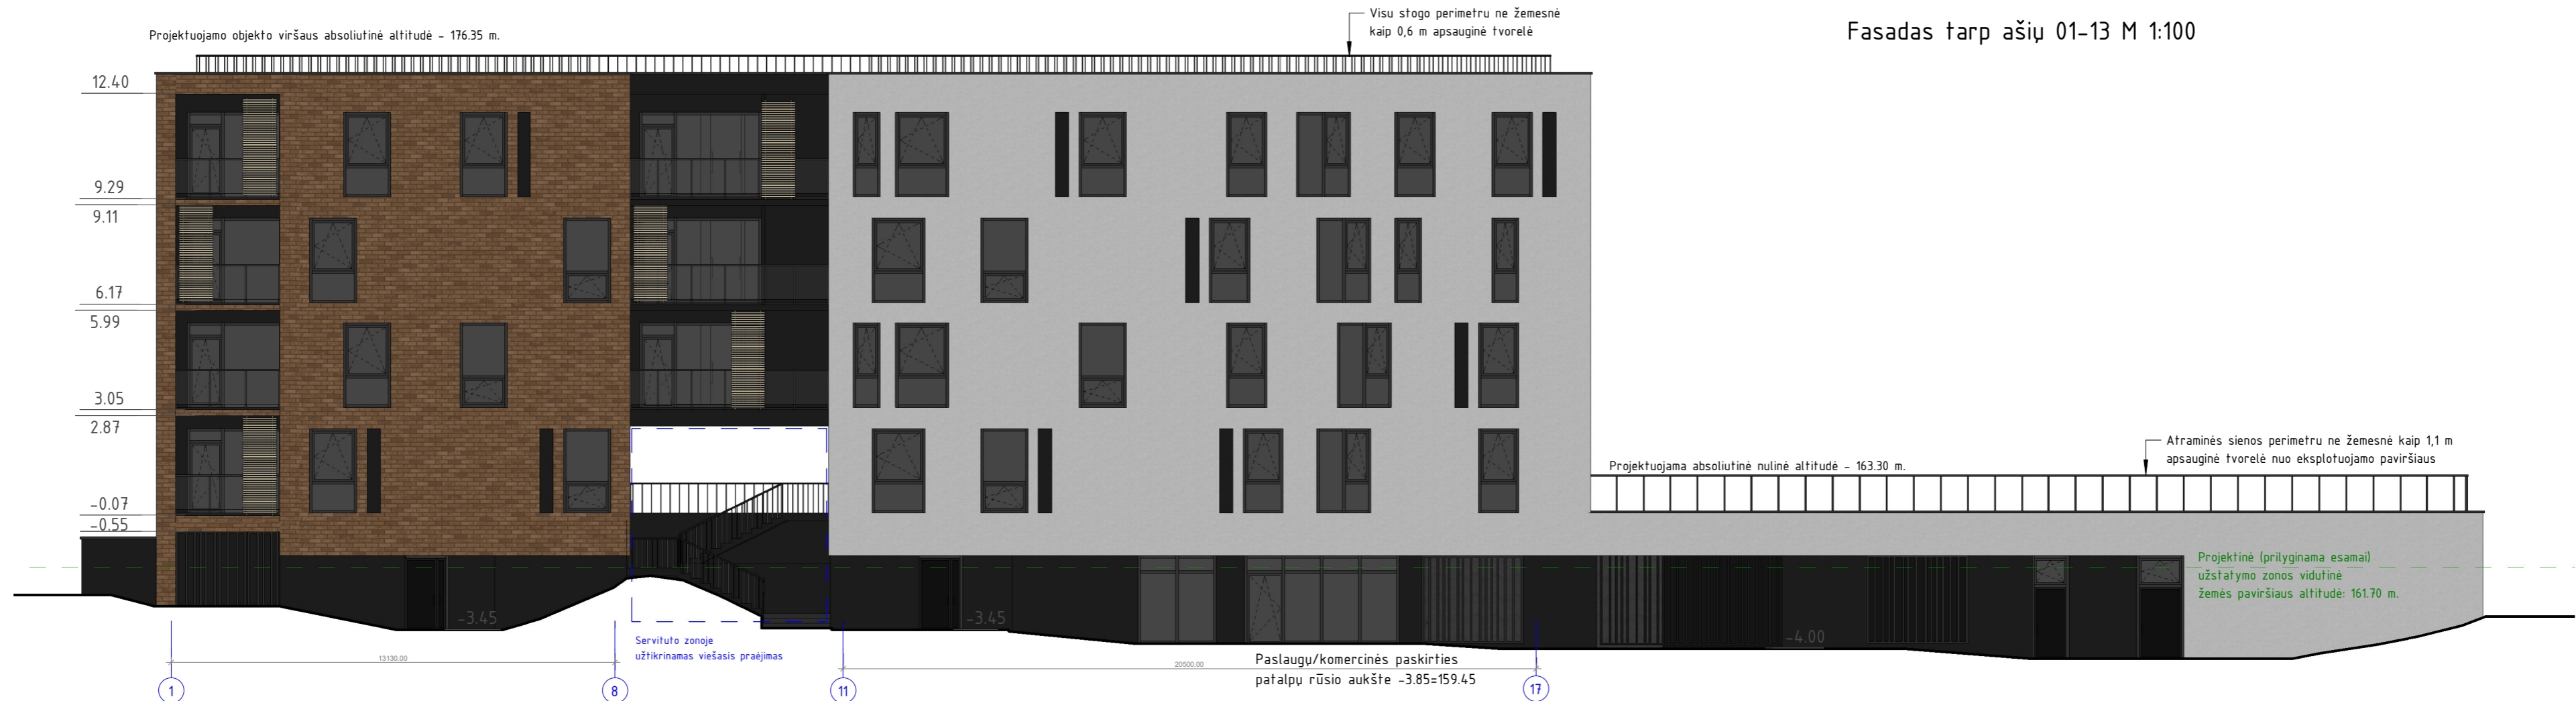 Fasadas tarp ašių 01-13 M 1:100
Projektuojamo objekto viršaus absoliutinė altitudė - 176.35 m.
Visu stogo perimetru ne žemesnė
kaip 0,6 m apsauginė tvorelė
12.40
9.29
9.11
6.17
5.99
3.05
2.87
-0.07
-0.55
Projektuojama absoliutinė nulinė altitudė - 163.30 m.
Atraminės sienos perimetru ne žemesnė kaip 1,1 m
apsauginė tvorelė nuo eksplotuojamo paviršiaus
Projektinė (prilyginama esamai)
užstatymo zonos vidutinė
žemės paviršiaus altitudė: 161.70 m.
-3.45
-3.45
-4.00
Servituto zonoje
užtikrinamas viešasis praėjimas
13130.00
20500.00
Paslaugų/komercinės paskirties
patalpų rūsio aukšte -3.85=159.45
1
8
11
17